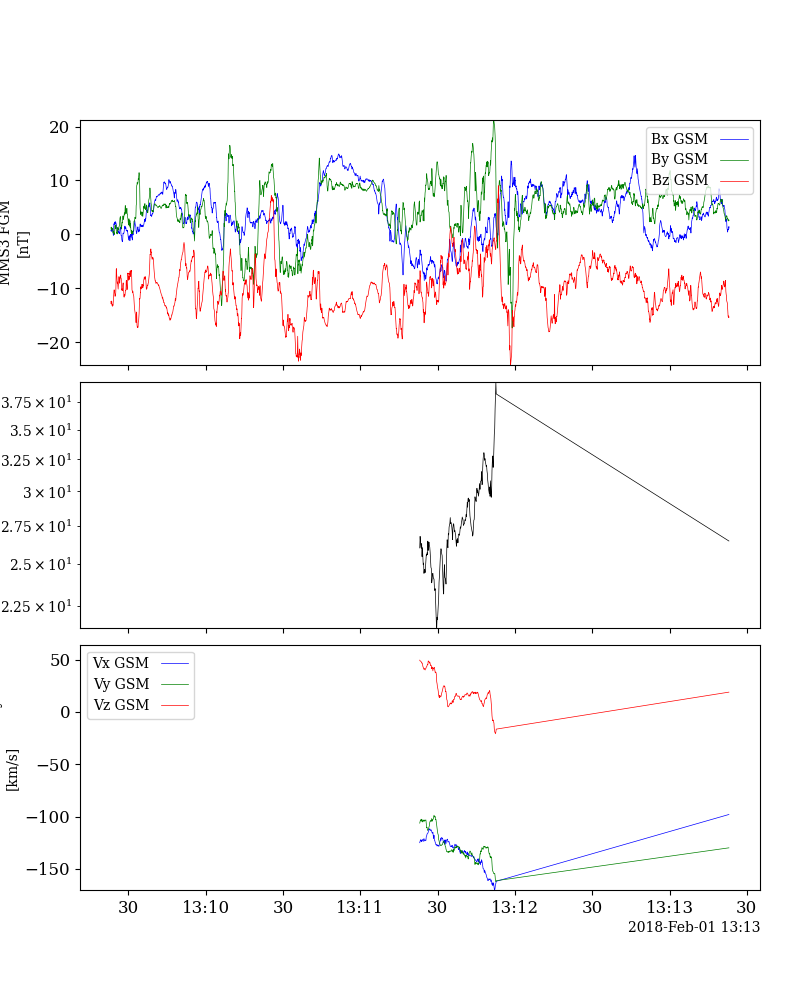 MMS3 FGM
[nT]
20
10
0
−10
−20
Bx GSM
By GSM
Bz GSM
3.75 × 10¹
3.5 × 10¹
3.25 × 10¹
3 × 10¹
2.75 × 10¹
2.5 × 10¹
2.25 × 10¹
[km/s]
50
0
−50
−100
−150
Vx GSM
Vy GSM
Vz GSM
30 13:10 30 13:11 30 13:12 30 13:13 30
2018-Feb-01 13:13